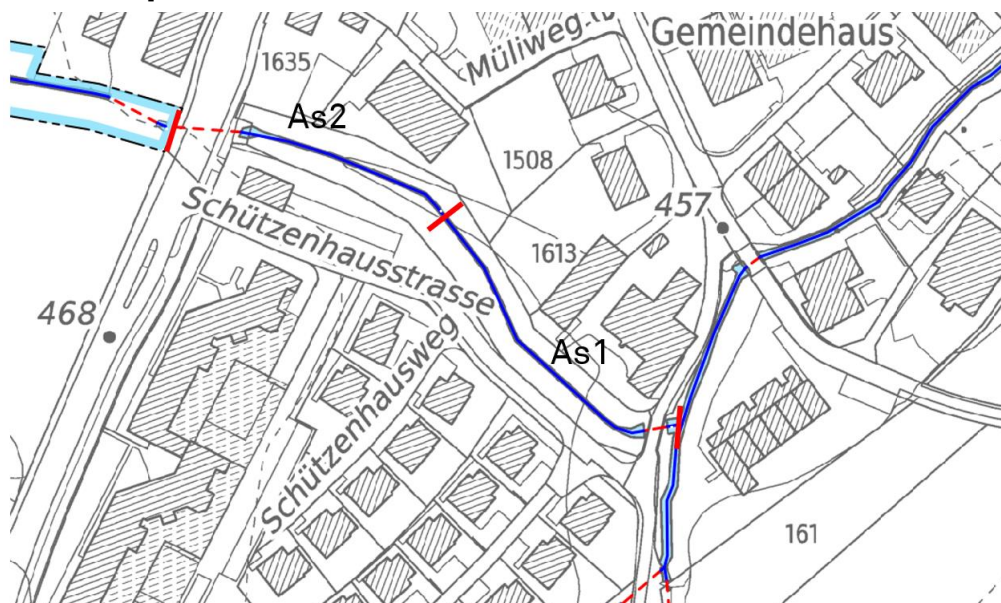 Gemeindehaus
Müliweg
1635
As2
1508
457
Schützenhausstrasse
1613
468
As1
Schützenhausweg
161